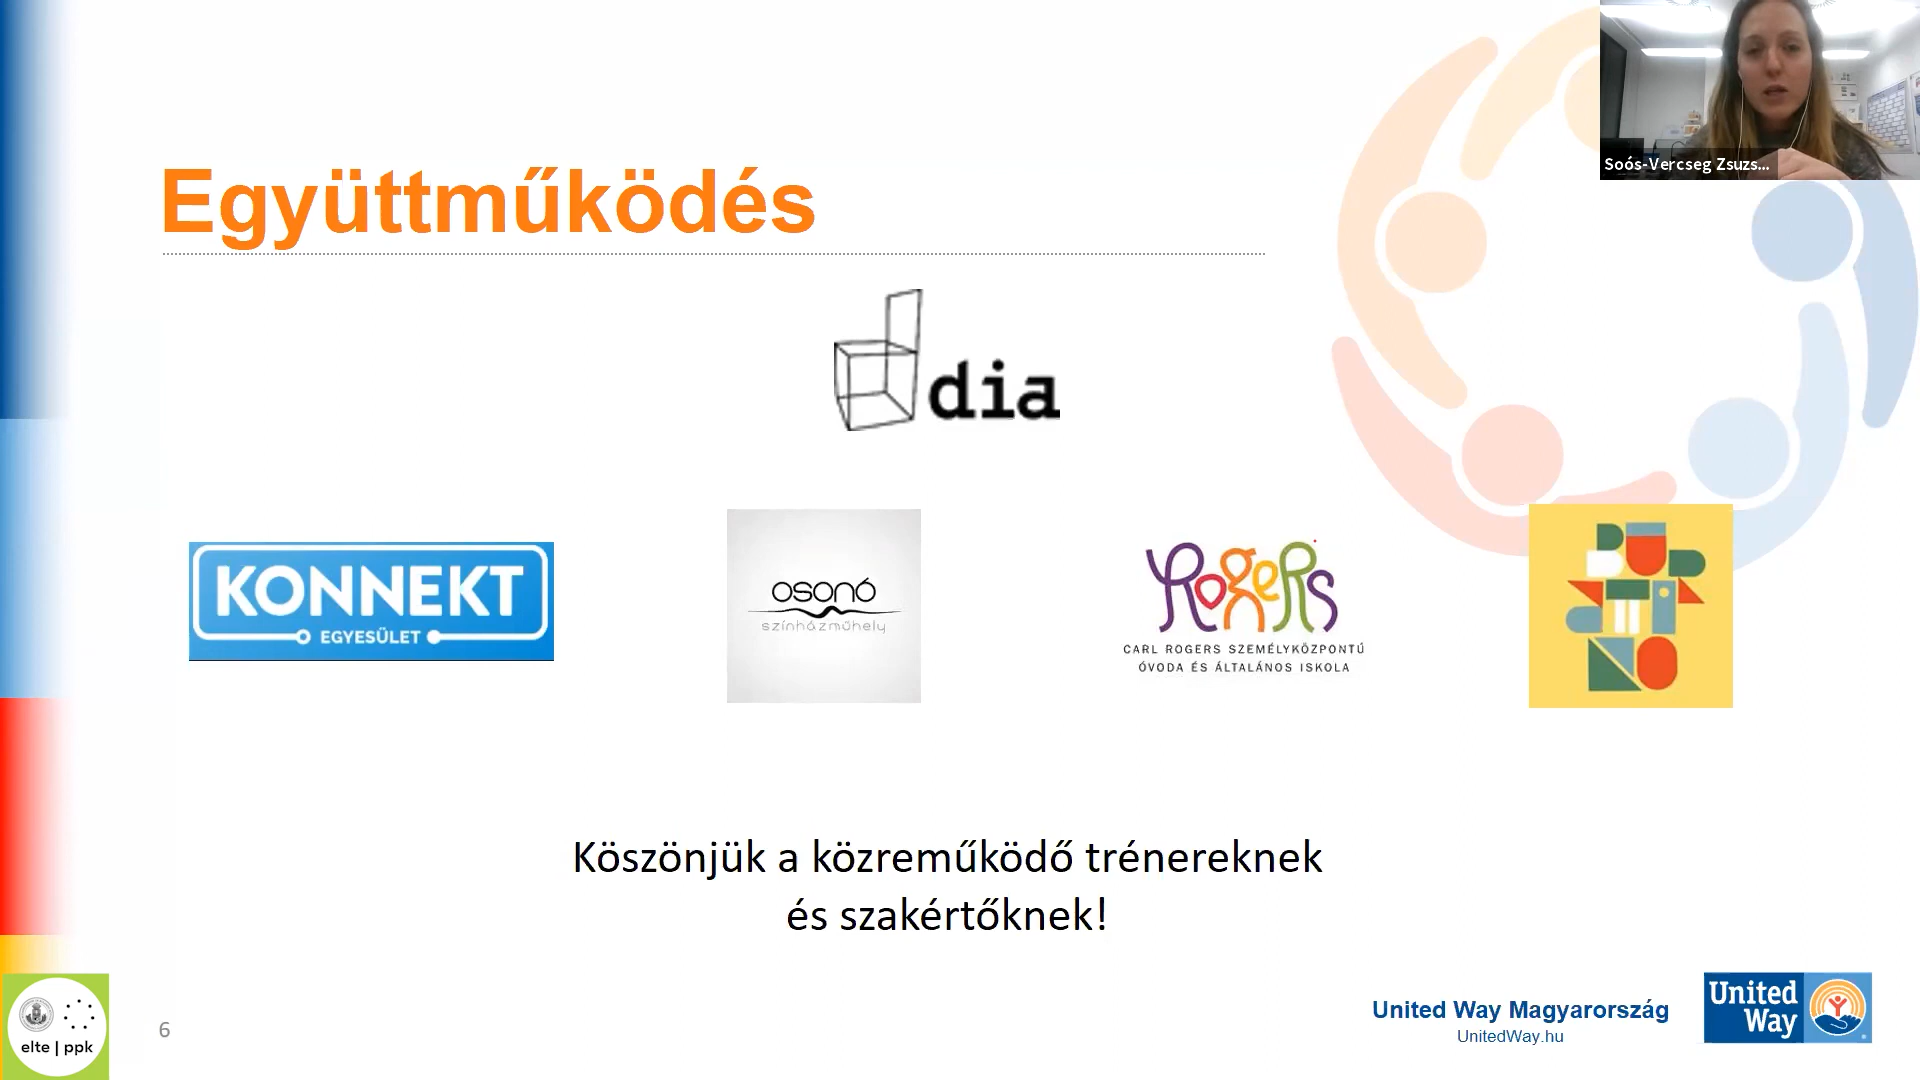 Soós-Vercseg Zsuzs...
Együttműködés
dia
KONNEKT
EGYESÜLET
osonó
színházműhely
Rogers
CARL ROGERS SZEMÉLYKÖZPONTÚ
ÓVODA ÉS ÁLTALÁNOS ISKOLA
Köszönjük a közreműködő trénereknek
és szakértőknek!
elte | ppk
6
United Way Magyarország
UnitedWay.hu
United
Way